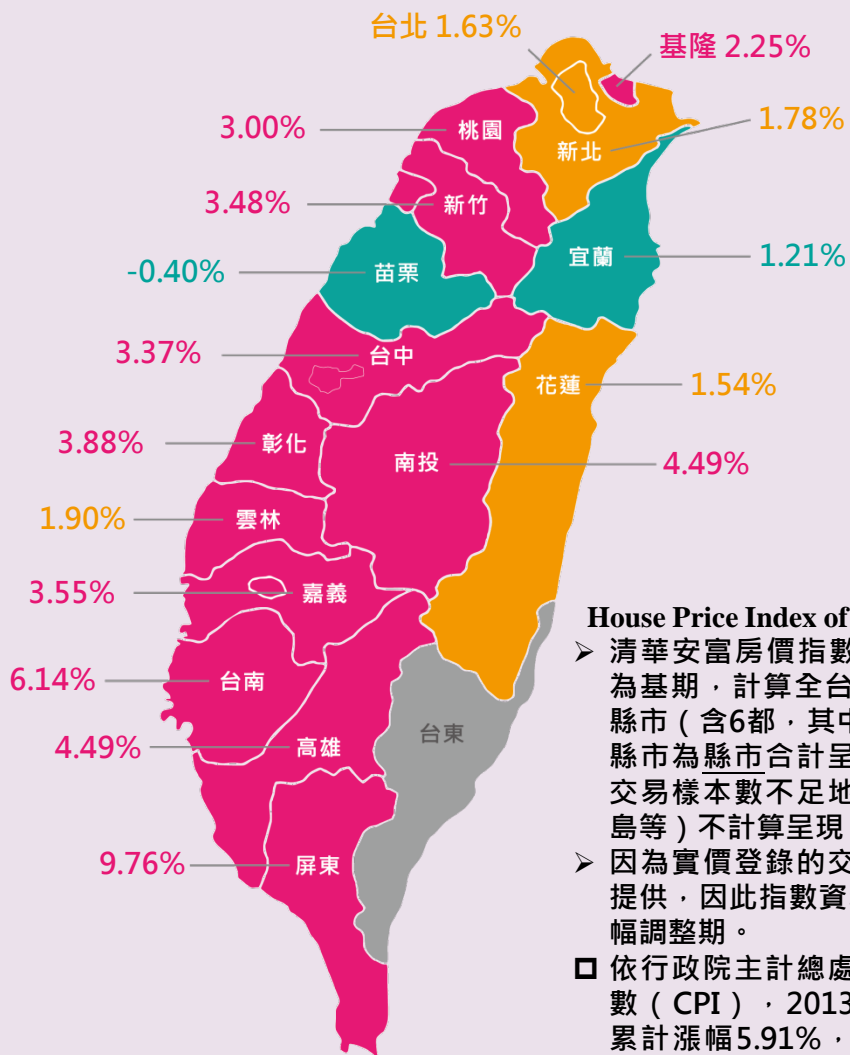 台北 1.63%
基隆 2.25%
桃園
3.00%
1.78%
新北
新竹
3.48%
宜蘭
1.21%
苗栗
-0.40%
台中
3.37%
花蓮
1.54%
彰化
3.88%
南投
4.49%
雲林
1.90%
嘉義
3.55%
台南
6.14%
高雄
4.49%
台東
屏東
9.76%
House Price Index of
➢ 清華安富房價指數
為基期，計算全台
縣市（含6都，其中
縣市為縣市合計呈
交易樣本數不足地
島等）不計算呈現
➢ 因為實價登錄的交
提供，因此指數資
幅調整期。
❑ 依行政院主計總處
數（CPI），2013
累計漲幅5.91%，